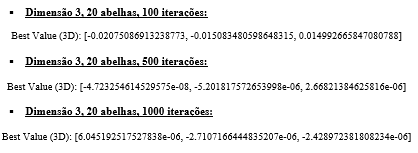 ▪ Dimensão 3, 20 abelhas, 100 iterações:
Best Value (3D): [-0.02075086913238773, -0.015083480598648315, 0.014992665847080788]
▪ Dimensão 3, 20 abelhas, 500 iterações:
Best Value (3D): [-4.723254614529575e-08, -5.201817572653998e-06, 2.66821384625816e-06]
▪ Dimensão 3, 20 abelhas, 1000 iterações:
Best Value (3D): [6.045192517527838e-06, -2.7107166444835207e-06, -2.428972381808234e-06]